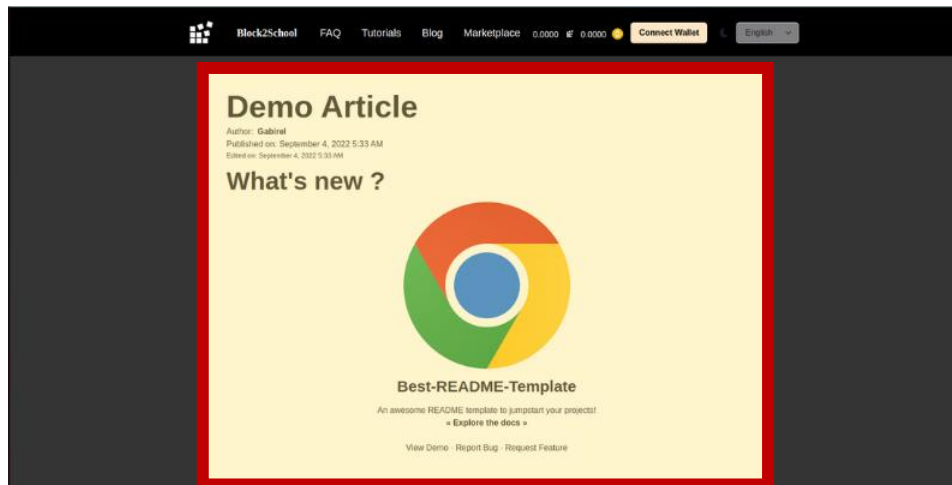 Block2School FAQ Tutorials Blog Marketplace 0.0000 0.0000 Connect Wallet English
Demo Article
Author: Gabirel
Published on: September 4, 2022 5:33 AM
Edited on: September 4, 2022 5:33 AM
What's new ?
Best-README-Template
An awesome README template to jumpstart your projects!
« Explore the docs »
View Demo · Report Bug · Request Feature